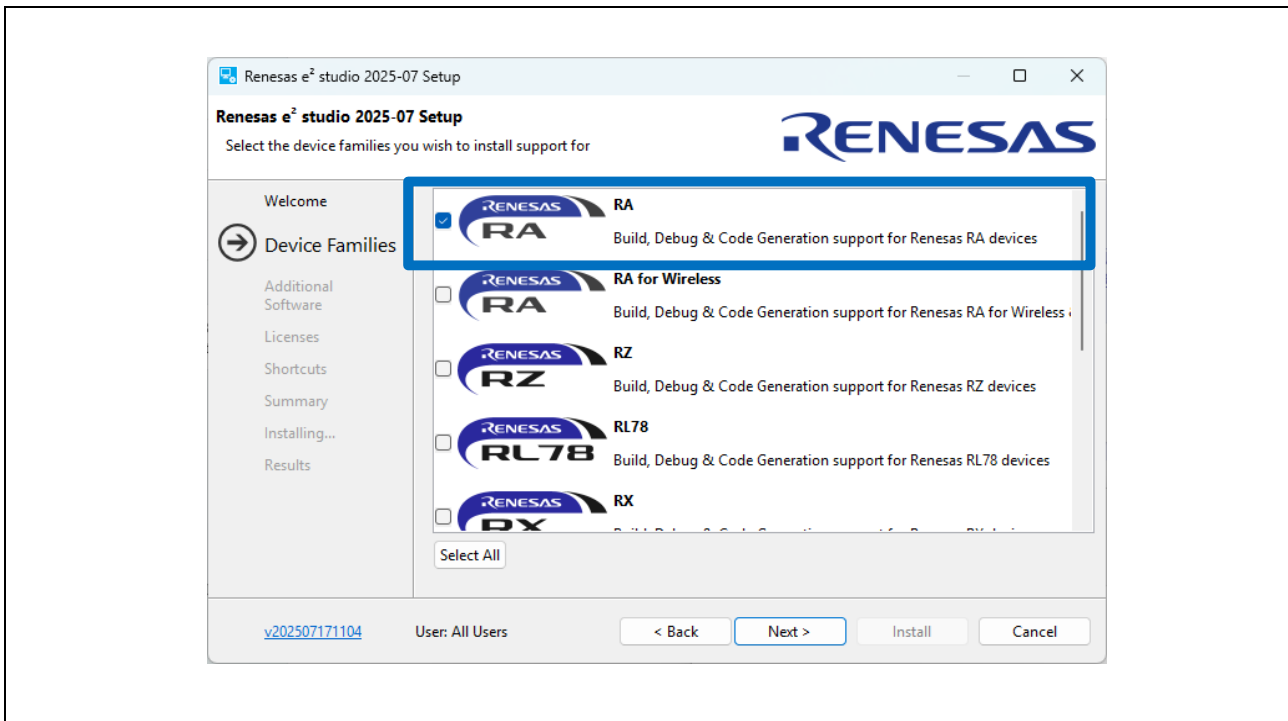 Renesas e² studio 2025-07 Setup
Renesas e² studio 2025-07 Setup
Select the device families you wish to install support for
RENESAS
Welcome
Device Families
Additional
Software
Licenses
Shortcuts
Summary
Installing...
Results
RENESAS
RA
RA
Build, Debug & Code Generation support for Renesas RA devices
RENESAS
RA
RA for Wireless
Build, Debug & Code Generation support for Renesas RA for Wireless
RENESAS
RZ
RZ
Build, Debug & Code Generation support for Renesas RZ devices
RENESAS
RL78
RL78
Build, Debug & Code Generation support for Renesas RL78 devices
RENESAS
RX
RX
Select All
v202507171104
User: All Users
< Back
Next >
Install
Cancel